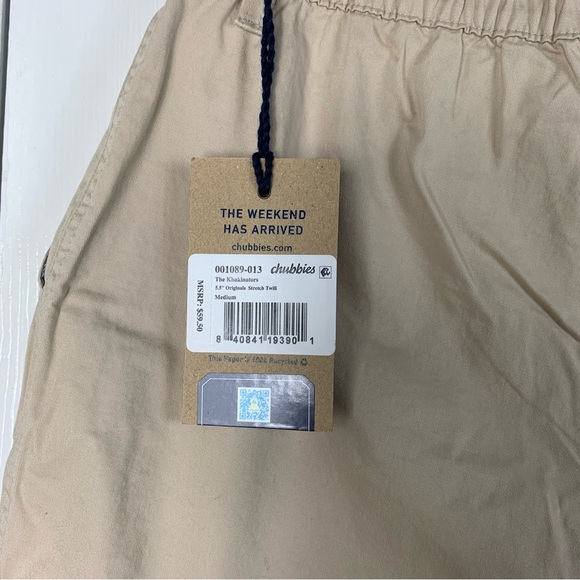 THE WEEKEND
HAS ARRIVED
chubbies.com
001089-013 chubbies
The Khakinators
5.5" Originals Stretch Twill
Medium
MSRP: $59.50
8 40841 19390 1
This Paper is 100% Recycled